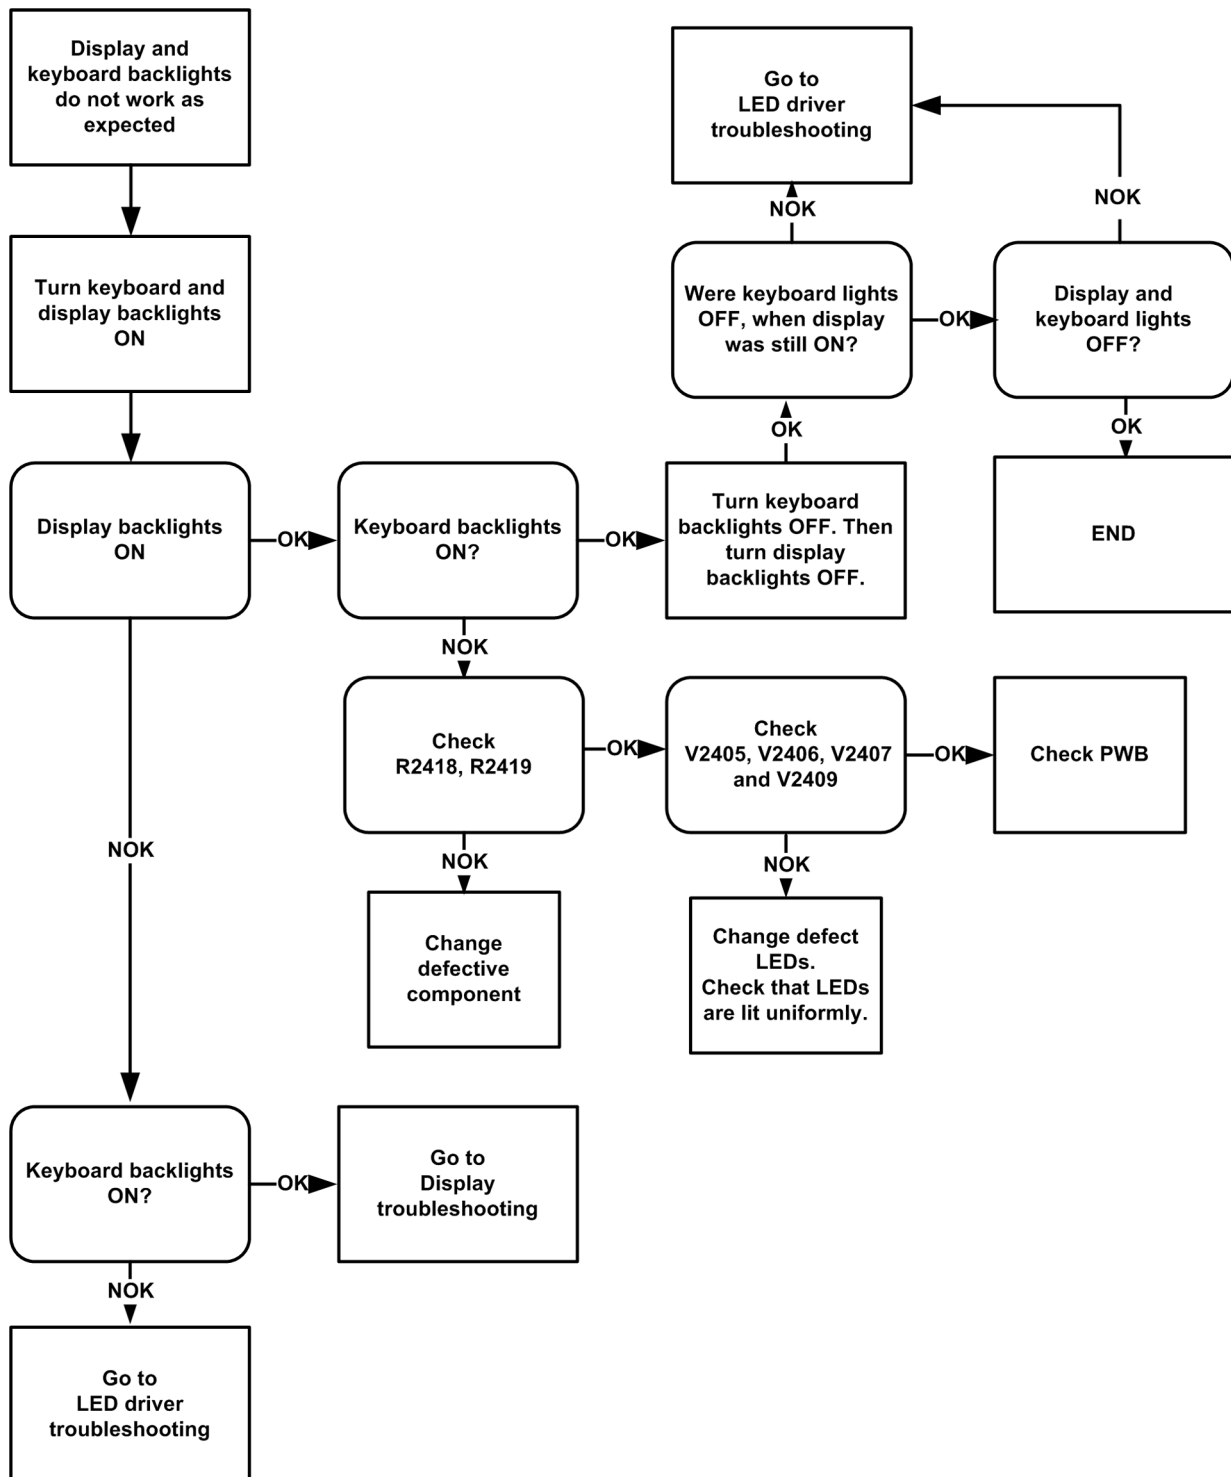 Display and
keyboard backlights
do not work as
expected
Go to
LED driver
troubleshooting
NOK
NOK
Turn keyboard and
display backlights
ON
Were keyboard lights
OFF, when display
was still ON?
OK
Display and
keyboard lights
OFF?
OK
OK
Display backlights
ON
OK
Keyboard backlights
ON?
OK
Turn keyboard
backlights OFF. Then
turn display
backlights OFF.
END
NOK
Check
R2418, R2419
OK
Check
V2405, V2406, V2407
and V2409
OK
Check PWB
NOK
NOK
NOK
Change
defective
component
Change defect
LEDs.
Check that LEDs
are lit uniformly.
Keyboard backlights
ON?
OK
Go to
Display
troubleshooting
NOK
Go to
LED driver
troubleshooting